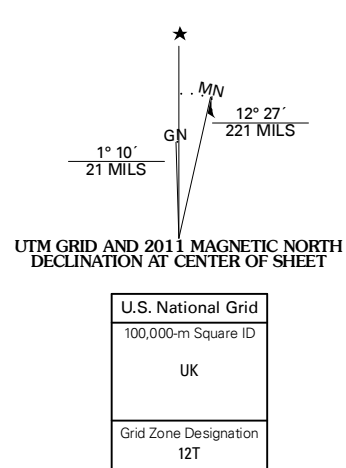 MN
12° 27´
221 MILS
GN
1° 10´
21 MILS
UTM GRID AND 2011 MAGNETIC NORTH
DECLINATION AT CENTER OF SHEET
U.S. National Grid
100,000-m Square ID
UK
Grid Zone Designation
12T